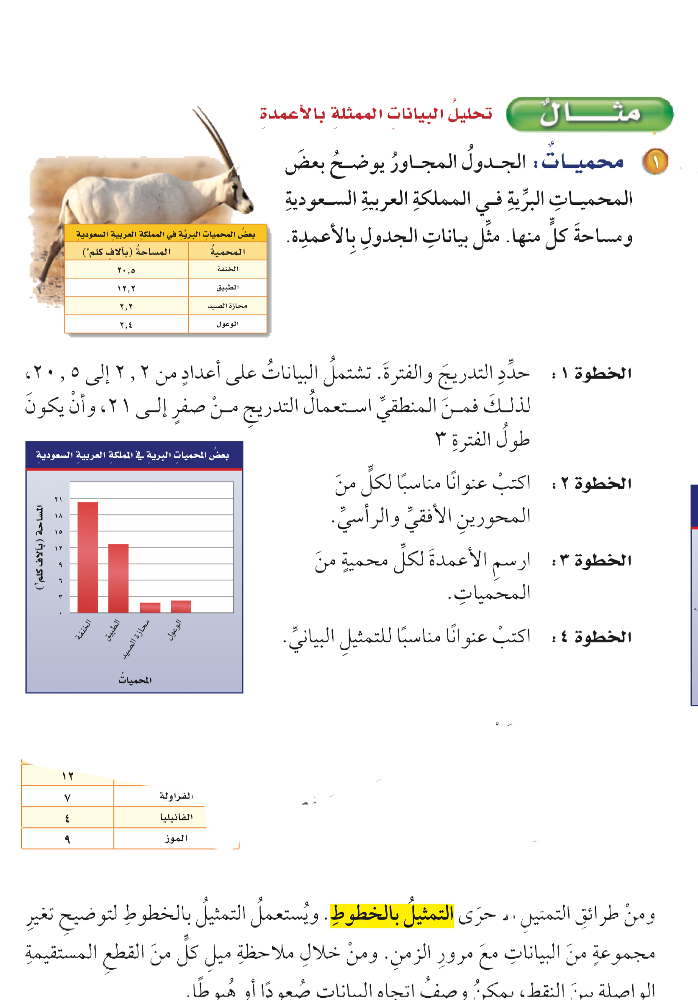 مثــالٌ
تحليلُ البياناتِ الممثلةِ بالأعمدةِ
١ محمياتٌ: الجدولُ المجاورُ يوضحُ بعضَ
المحمياتِ البرِّيةِ في المملكةِ العربيةِ السعوديةِ
ومساحةَ كلٍّ منها. مثِّل بياناتِ الجدولِ بِالأعمدِة.
بعضُ المحمياتِ البريَّةِ في المملكةِ العربيةِ السعوديةِ
المحميةُ المساحةُ (بآلافِ كلم٢)
الخنفة ٢٠,٥
الطبيق ١٢,٢
محازة الصيد ٢,٢
الوعول ٢,٤
الخطوة ١: حدِّدِ التدريجَ والفترةَ. تشتملُ البياناتُ على أعدادٍ من ٢,٢ إلى ٢٠,٥،
لذلكَ فمنَ المنطقيِّ استعمالُ التدريجِ منْ صفرٍ إلى ٢١، وأنْ يكونَ
طولُ الفترةِ ٣
الخطوة ٢: اكتبْ عنوانًا مناسبًا لكلٍّ منَ
المحورينِ الأفقيِّ والرأسيِّ.
الخطوة ٣: ارسمِ الأعمدةَ لكلِّ محميةٍ منَ
المحمياتِ.
الخطوة ٤: اكتبْ عنوانًا مناسبًا للتمثيلِ البيانيِّ.
بعضُ المحمياتِ البريةِ في المملكةِ العربيةِ السعوديةِ
المساحة (بآلاف كلم٢)
٢١
١٨
١٥
١٢
٩
٦
٣
٠
الخنفة
الطبيق
محازة الصيد
الوعول
المحمياتُ
١٢
الفراولة ٧
الفانيليا ٤
الموز ٩
ومنْ طرائقِ التمثيلِ حرَى التمثيلُ بالخطوطِ. ويُستعملُ التمثيلُ بالخطوطِ لتوضيحِ تغيرِ
مجموعةٍ منَ البياناتِ معَ مرورِ الزمنِ. ومنْ خلالِ ملاحظةِ ميلِ كلٍّ منَ القطعِ المستقيمةِ
الواصلةِ بينَ النقطِ، يمكنُ وصفُ اتجاهِ البياناتِ صُعودًا أو هُبوطًا.